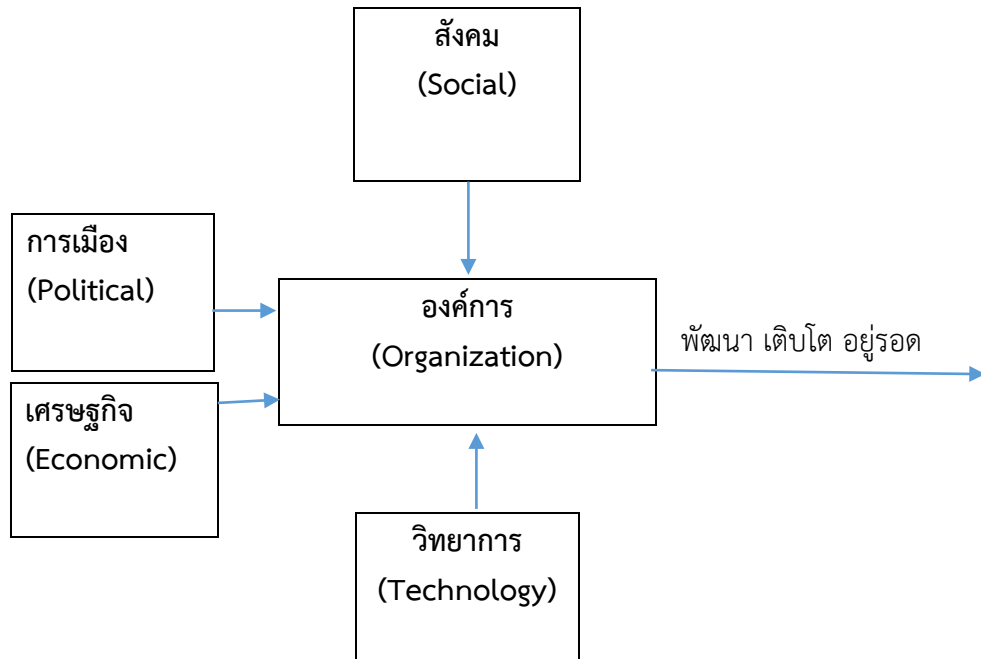 สังคม
(Social)
การเมือง
(Political)
องค์การ
(Organization)
พัฒนา เติบโต อยู่รอด
เศรษฐกิจ
(Economic)
วิทยาการ
(Technology)